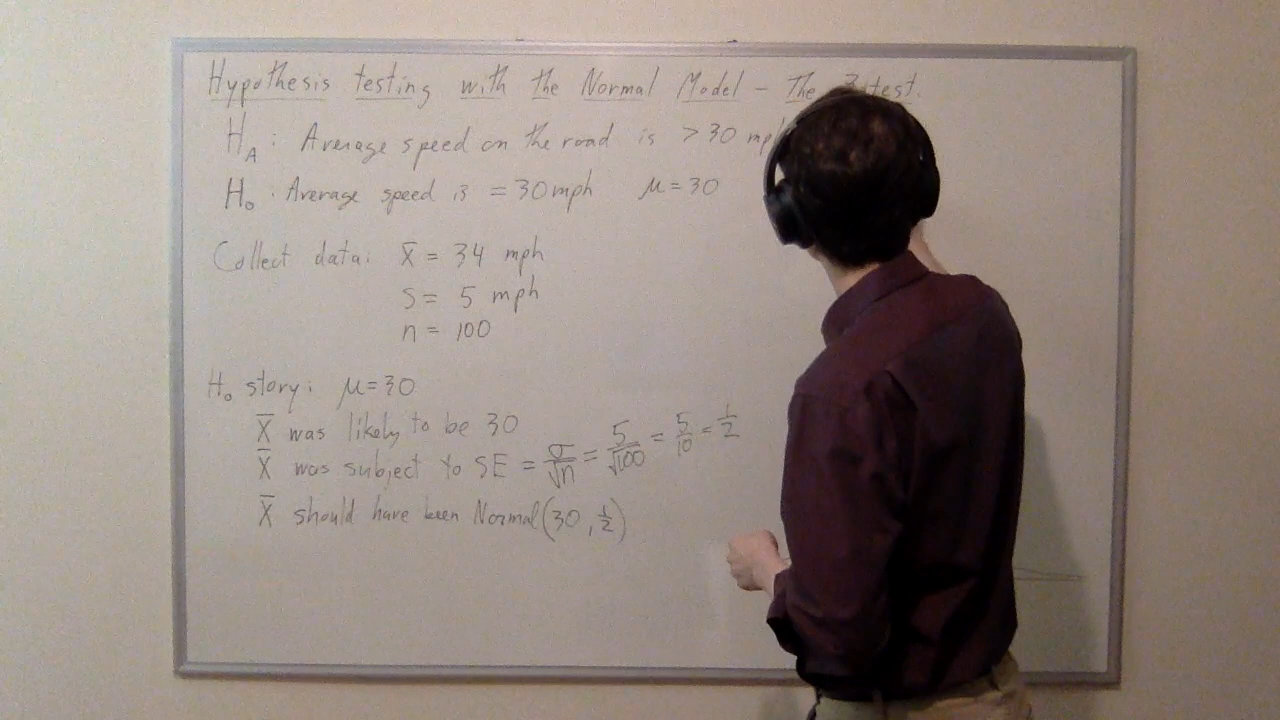 Hypothesis testing with the Normal Model - The Z test.
H_A: Average speed on the road is > 30 mph
H_0: Average speed is = 30 mph μ = 30
Collect data: x̄ = 34 mph
s = 5 mph
n = 100
H_0 story: μ = 30
X̄ was likely to be 30
X̄ was subject to SE = σ/√n = 5/√100 = 5/10 = 1/2
X̄ should have been Normal(30, 1/2)